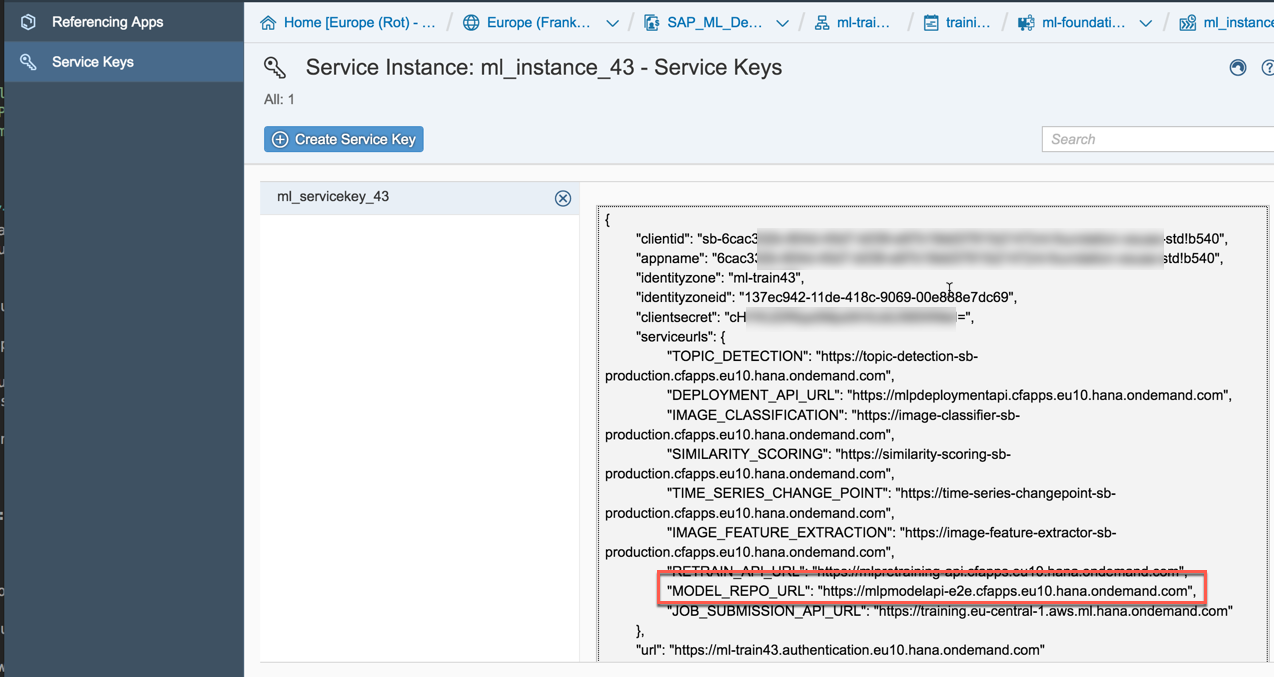 Referencing Apps
Service Keys
Home [Europe (Rot) - ... / Europe (Frank... / SAP_ML_De... / ml-trai... / traini... / ml-foundati... / ml_instance
Service Instance: ml_instance_43 - Service Keys
All: 1
Create Service Key
Search
ml_servicekey_43
{
"clientid": "sb-6cac3 -std!b540",
"appname": "6cac3 std!b540",
"identityzone": "ml-train43",
"identityzoneid": "137ec942-11de-418c-9069-00e888e7dc69",
"clientsecret": "cH =",
"serviceurls": {
"TOPIC_DETECTION": "https://topic-detection-sb-
production.cfapps.eu10.hana.ondemand.com",
"DEPLOYMENT_API_URL": "https://mlpdeploymentapi.cfapps.eu10.hana.ondemand.com",
"IMAGE_CLASSIFICATION": "https://image-classifier-sb-
production.cfapps.eu10.hana.ondemand.com",
"SIMILARITY_SCORING": "https://similarity-scoring-sb-
production.cfapps.eu10.hana.ondemand.com",
"TIME_SERIES_CHANGE_POINT": "https://time-series-changepoint-sb-
production.cfapps.eu10.hana.ondemand.com",
"IMAGE_FEATURE_EXTRACTION": "https://image-feature-extractor-sb-
production.cfapps.eu10.hana.ondemand.com",
"RETRAIN_API_URL": "https://mlpretraining-api.cfapps.eu10.hana.ondemand.com",
"MODEL_REPO_URL": "https://mlpmodelapi-e2e.cfapps.eu10.hana.ondemand.com",
"JOB_SUBMISSION_API_URL": "https://training.eu-central-1.aws.ml.hana.ondemand.com"
},
"url": "https://ml-train43.authentication.eu10.hana.ondemand.com"